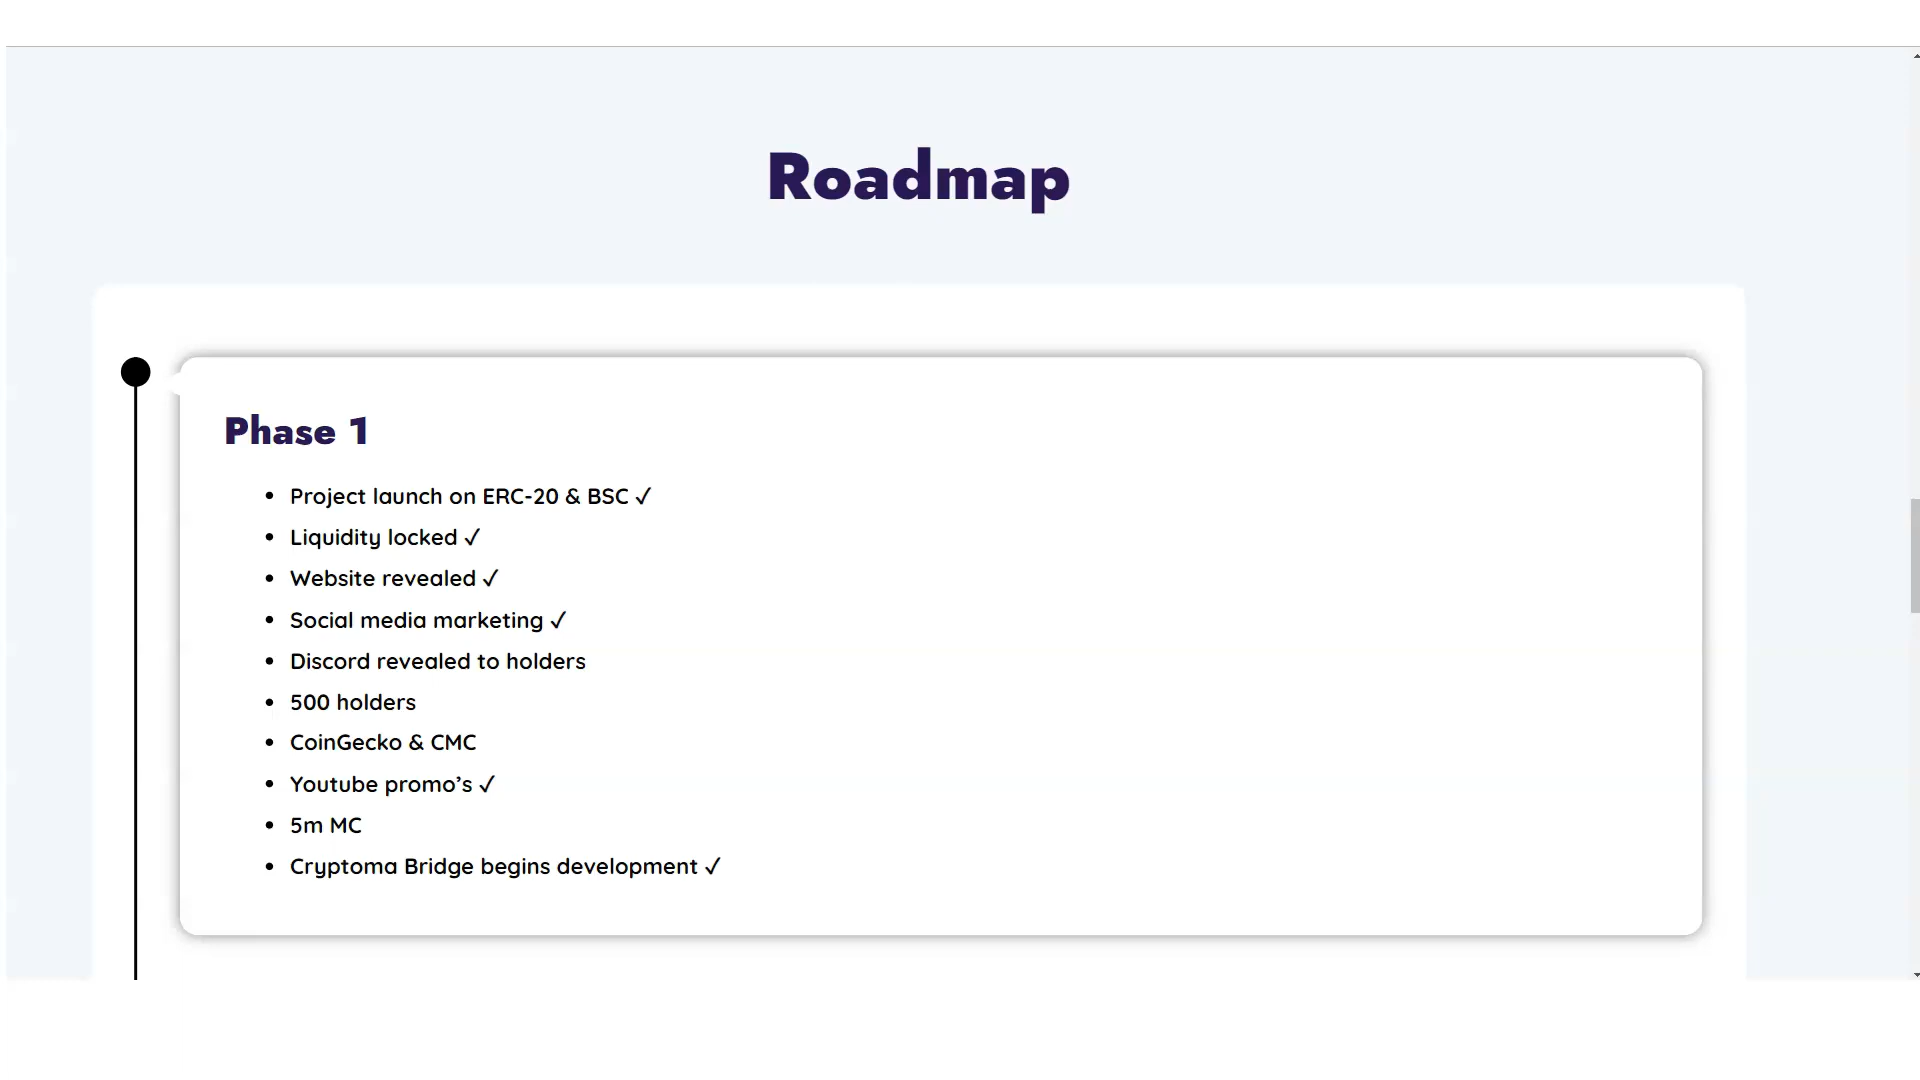 Roadmap
Phase 1
• Project launch on ERC-20 & BSC ✓
• Liquidity locked ✓
• Website revealed ✓
• Social media marketing ✓
• Discord revealed to holders
• 500 holders
• CoinGecko & CMC
• Youtube promo’s ✓
• 5m MC
• Cryptoma Bridge begins development ✓